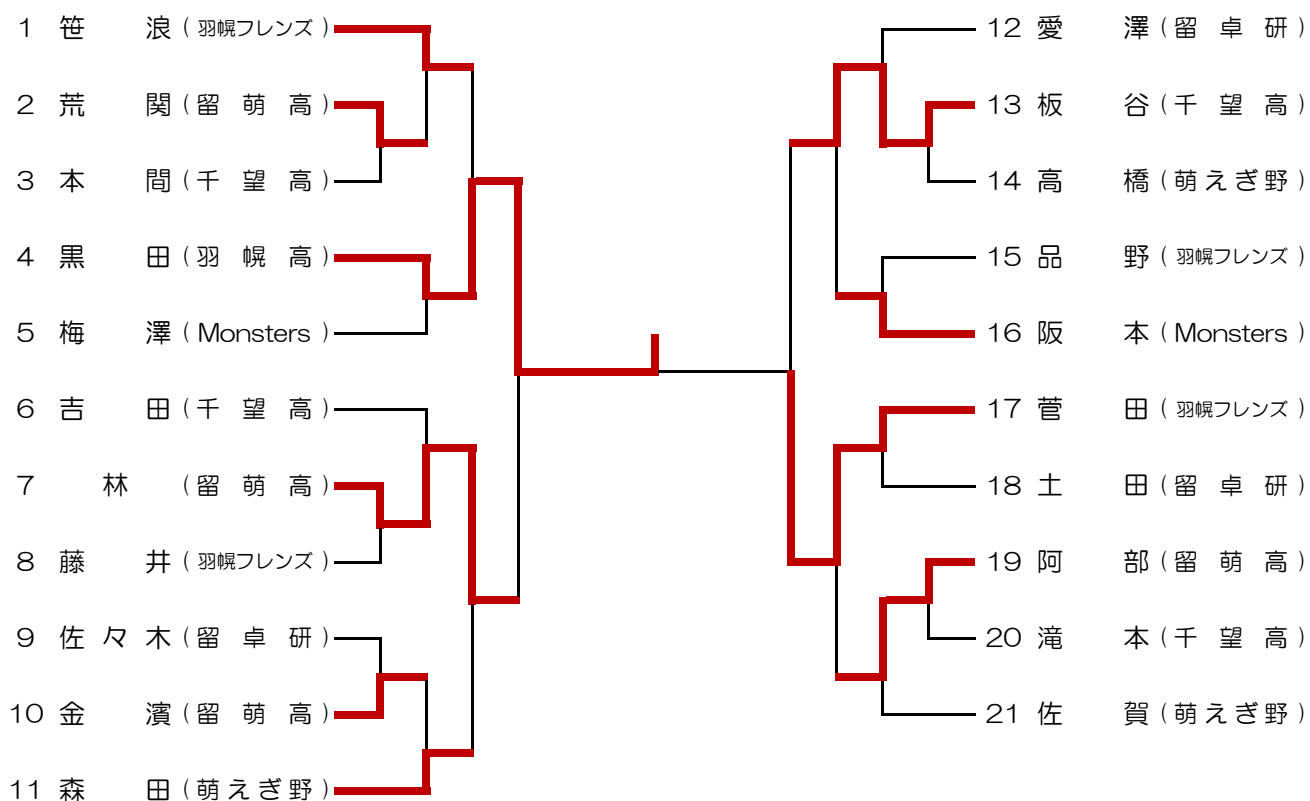 1 笹浪(羽幌フレンズ)
2 荒関(留萌高)
3 本間(千望高)
4 黒田(羽幌高)
5 梅澤(Monsters)
6 吉田(千望高)
7 林(留萌高)
8 藤井(羽幌フレンズ)
9 佐々木(留卓研)
10 金濱(留萌高)
11 森田(萌えぎ野)
12 愛澤(留卓研)
13 板谷(千望高)
14 高橋(萌えぎ野)
15 品野(羽幌フレンズ)
16 阪本(Monsters)
17 菅田(羽幌フレンズ)
18 土田(留卓研)
19 阿部(留萌高)
20 滝本(千望高)
21 佐賀(萌えぎ野)